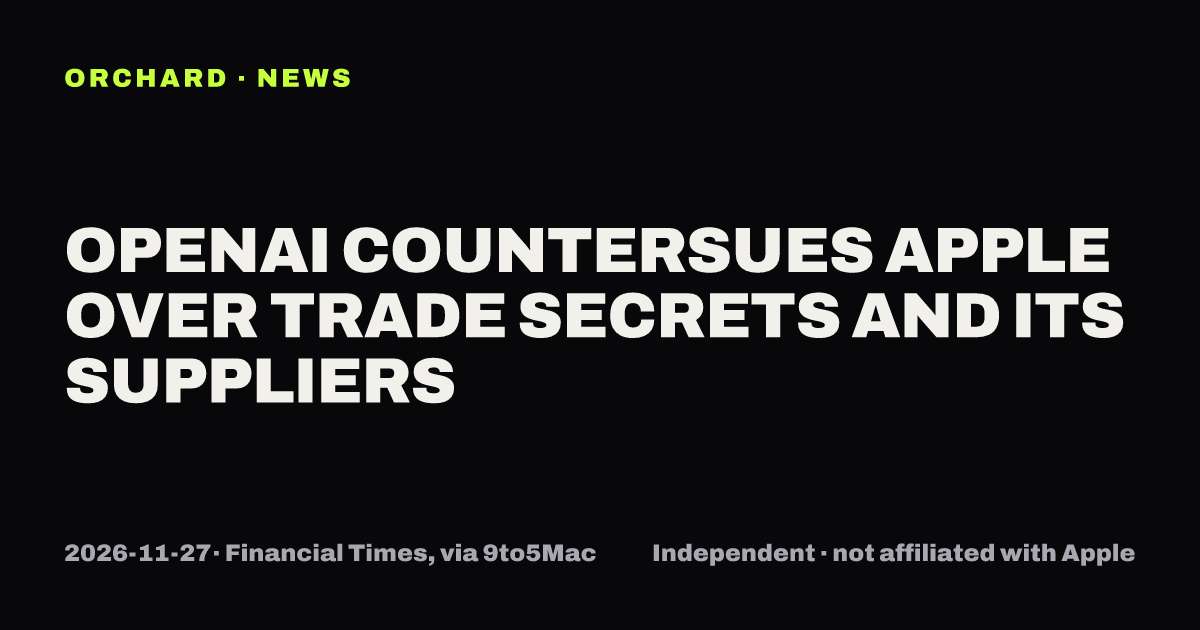 ORCHARD · NEWS
OPENAI COUNTERSUES APPLE
OVER TRADE SECRETS AND ITS
SUPPLIERS
2026-11-27· Financial Times, via 9to5Mac
Independent · not affiliated with Apple